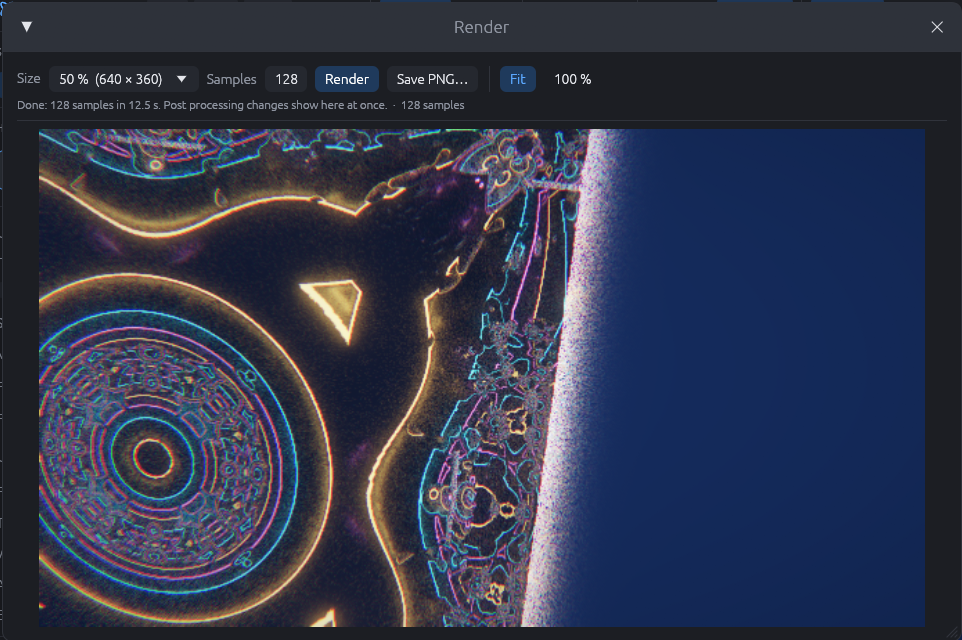 Render
Size 50 % (640 × 360) Samples 128 Render Save PNG... Fit 100 %
Done: 128 samples in 12.5 s. Post processing changes show here at once. · 128 samples